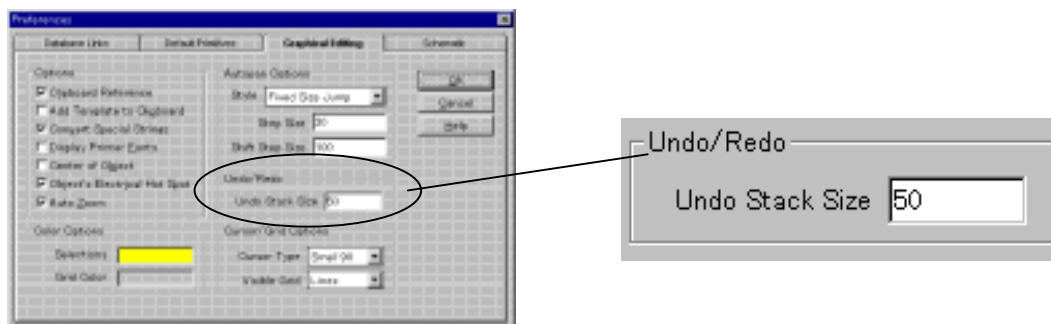 Preferences
Database Links
Default Primitives
Graphical Editing
Schematic
Options
Clipboard Reference
Add Template to Clipboard
Convert Special Strings
Display Printer Fonts
Center of Object
Object's Electrical Hot Spot
Auto Zoom
Color Options
Selections
Grid Color
Autopan Options
Style Fixed Size Jump
Step Size 30
Shift Step Size 100
Undo/Redo
Undo Stack Size 50
Cursor/Grid Options
Cursor Type Small 90
Visible Grid Lines
OK
Cancel
Help
Undo/Redo
Undo Stack Size 50